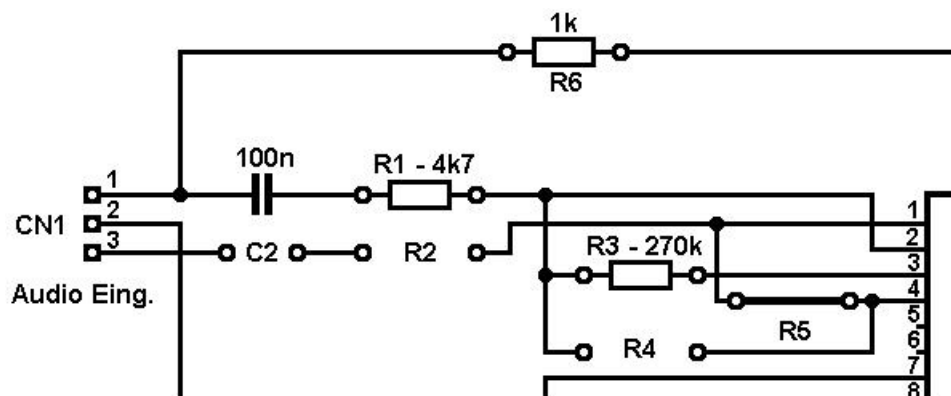 1k
R6
100n
R1 - 4k7
1
CN1
2
3
C2
R2
R3 - 270k
Audio Eing.
R4
R5
1
2
3
4
5
6
7
8